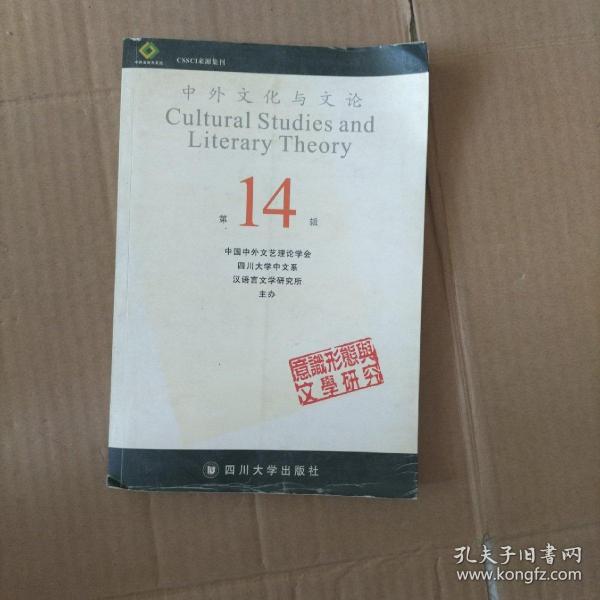 CSSCI来源集刊
中外文化与文论
Cultural Studies and
Literary Theory
第 14 辑
中国中外文艺理论学会
四川大学中文系
汉语言文学研究所
主办
意識形態與
文學研究
四川大学出版社
孔夫子旧书网
www.kongfz.com